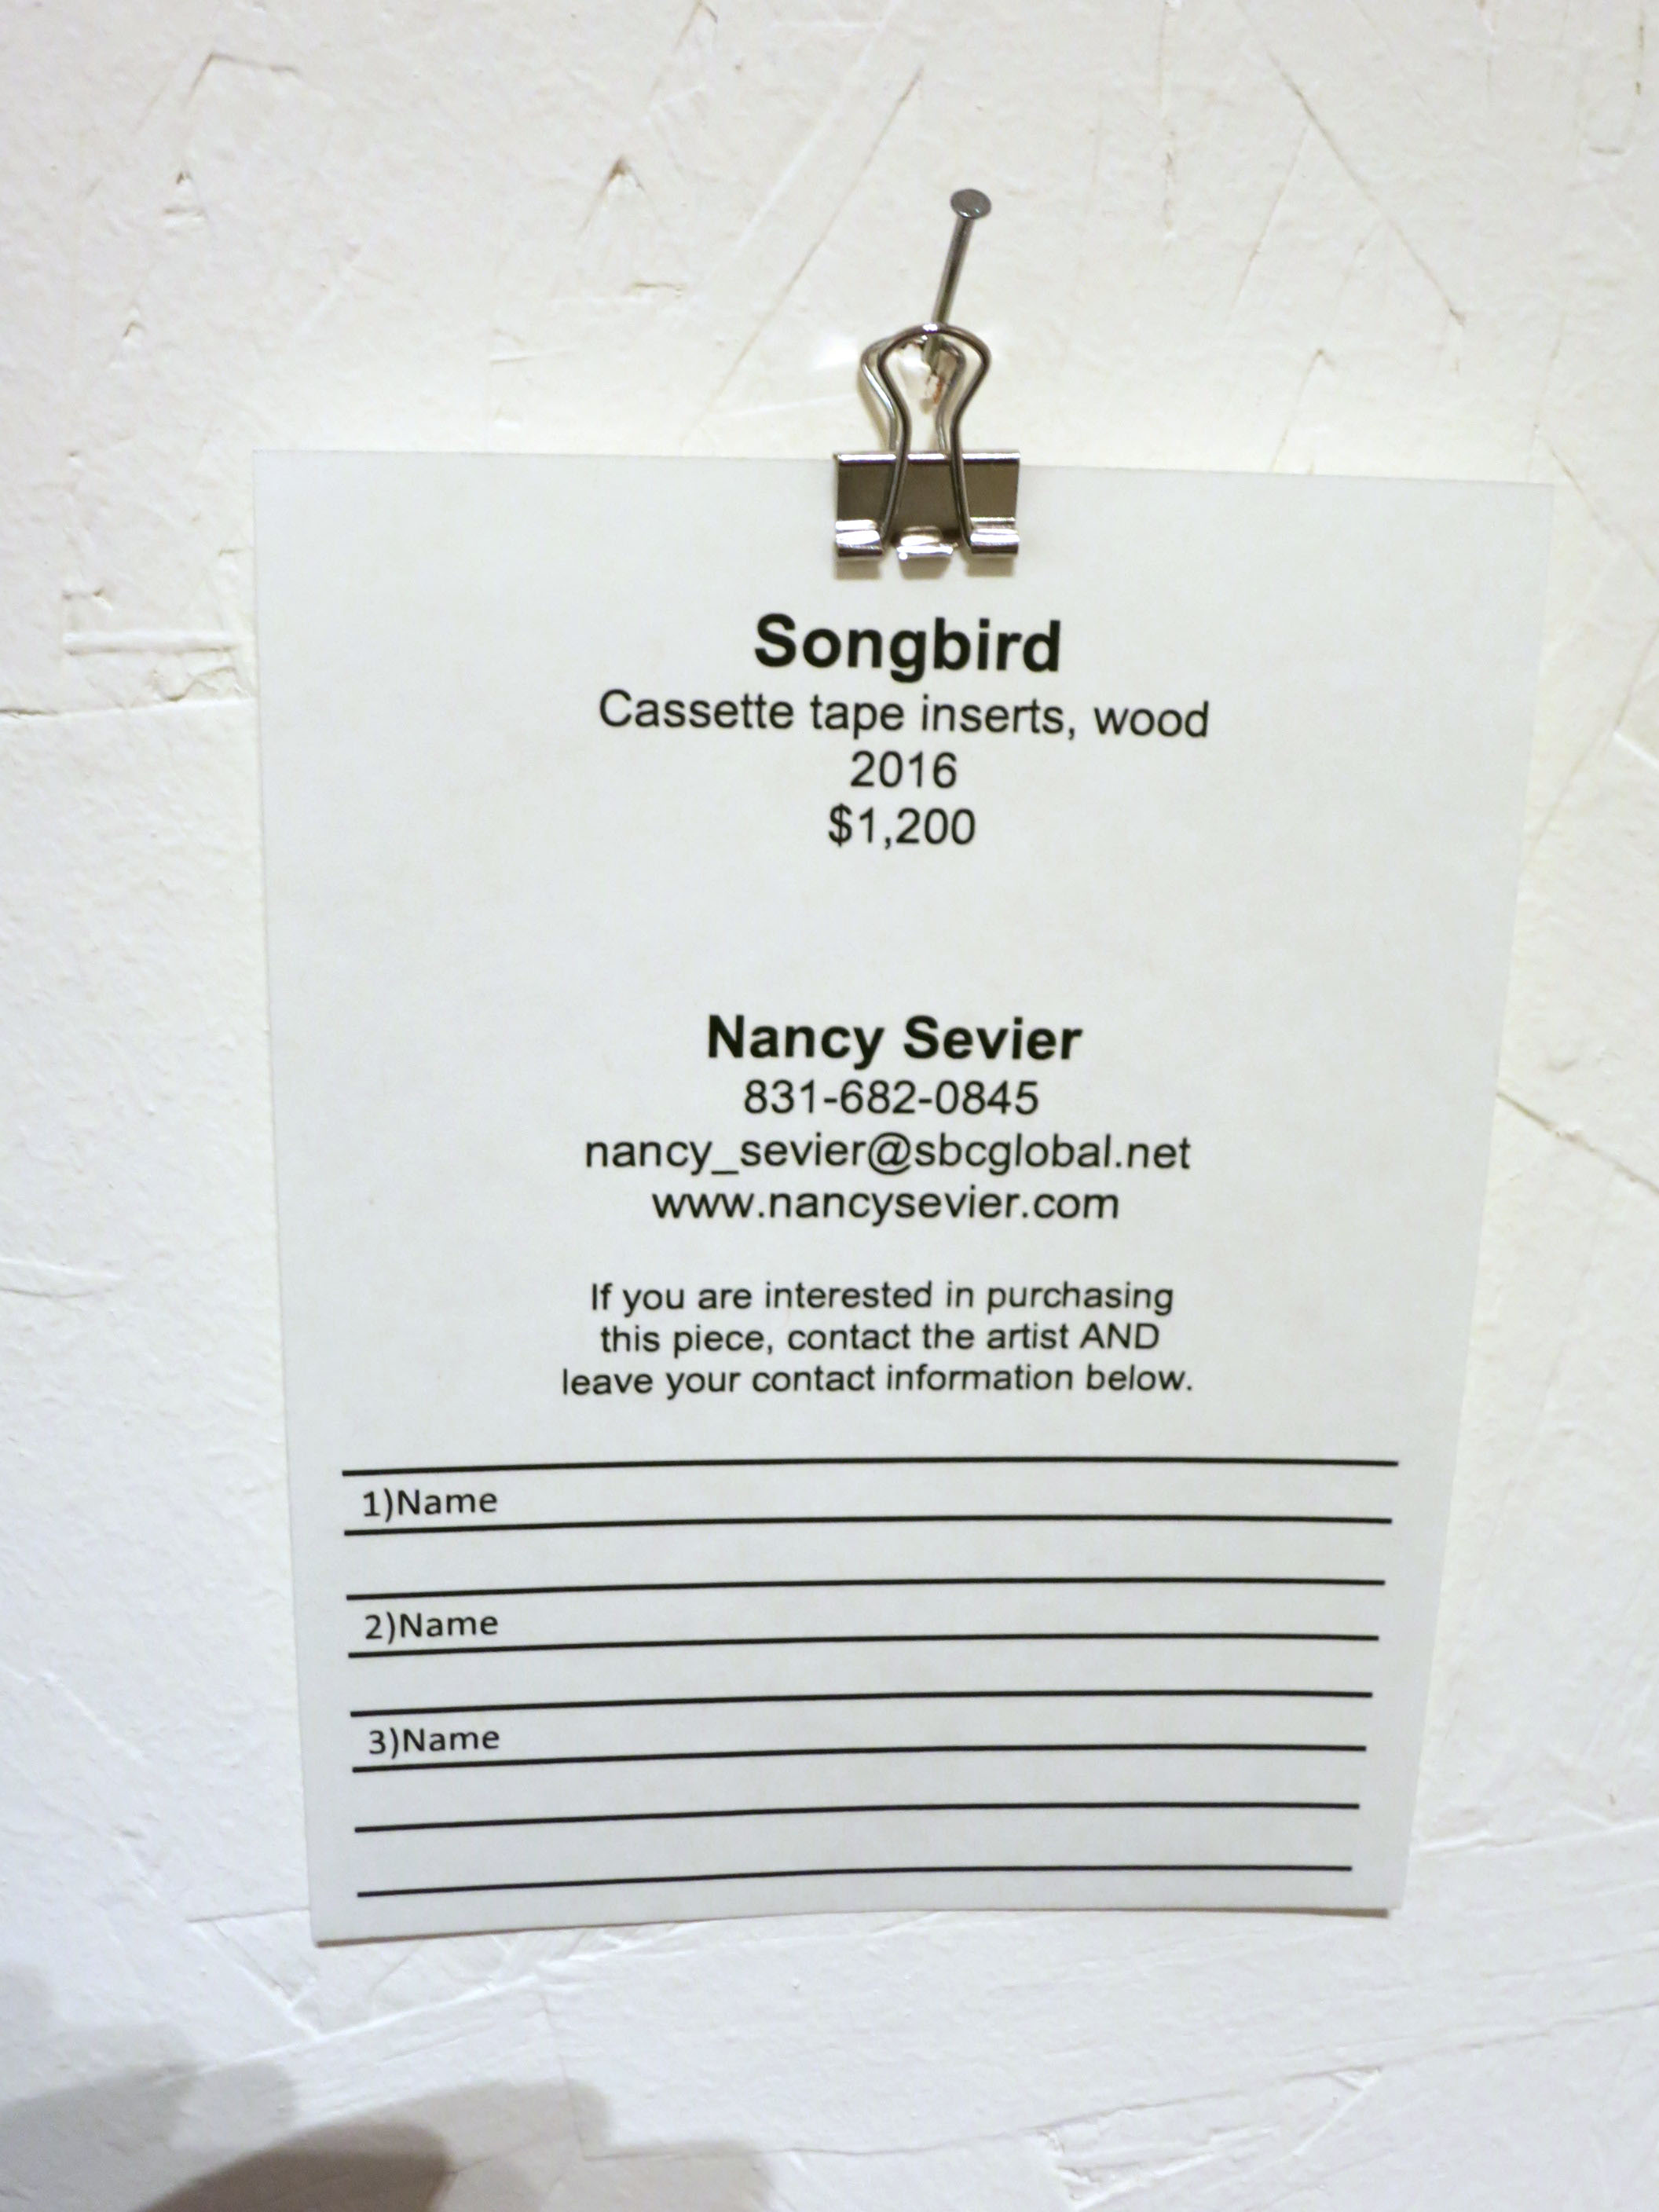 Songbird
Cassette tape inserts, wood
2016
$1,200
Nancy Sevier
831-682-0845
nancy_sevier@sbcglobal.net
www.nancysevier.com
If you are interested in purchasing
this piece, contact the artist AND
leave your contact information below.
1)Name
2)Name
3)Name